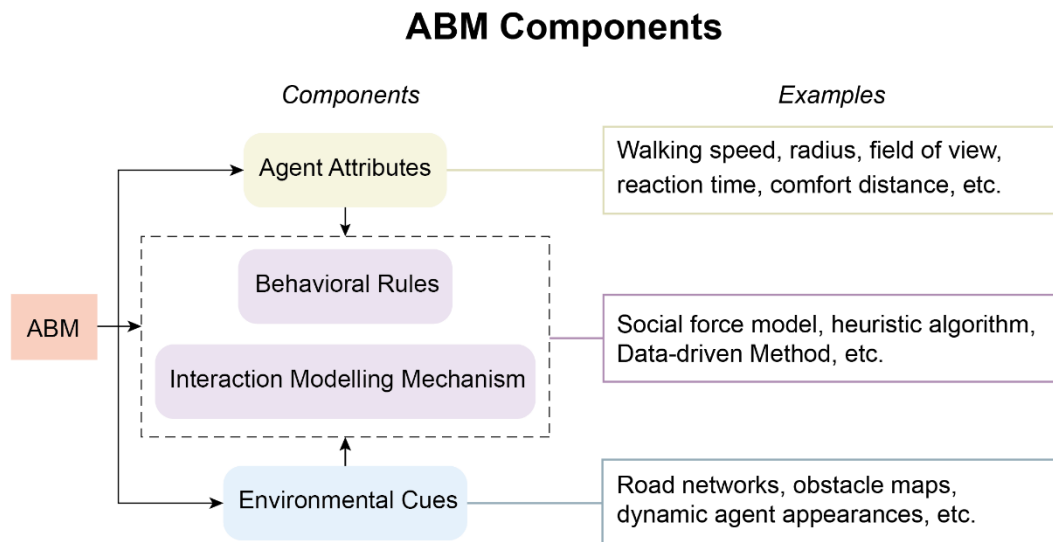 ABM Components
Components
Examples
Agent Attributes
Walking speed, radius, field of view,
reaction time, comfort distance, etc.
Behavioral Rules
ABM
Social force model, heuristic algorithm,
Data-driven Method, etc.
Interaction Modelling Mechanism
Environmental Cues
Road networks, obstacle maps,
dynamic agent appearances, etc.